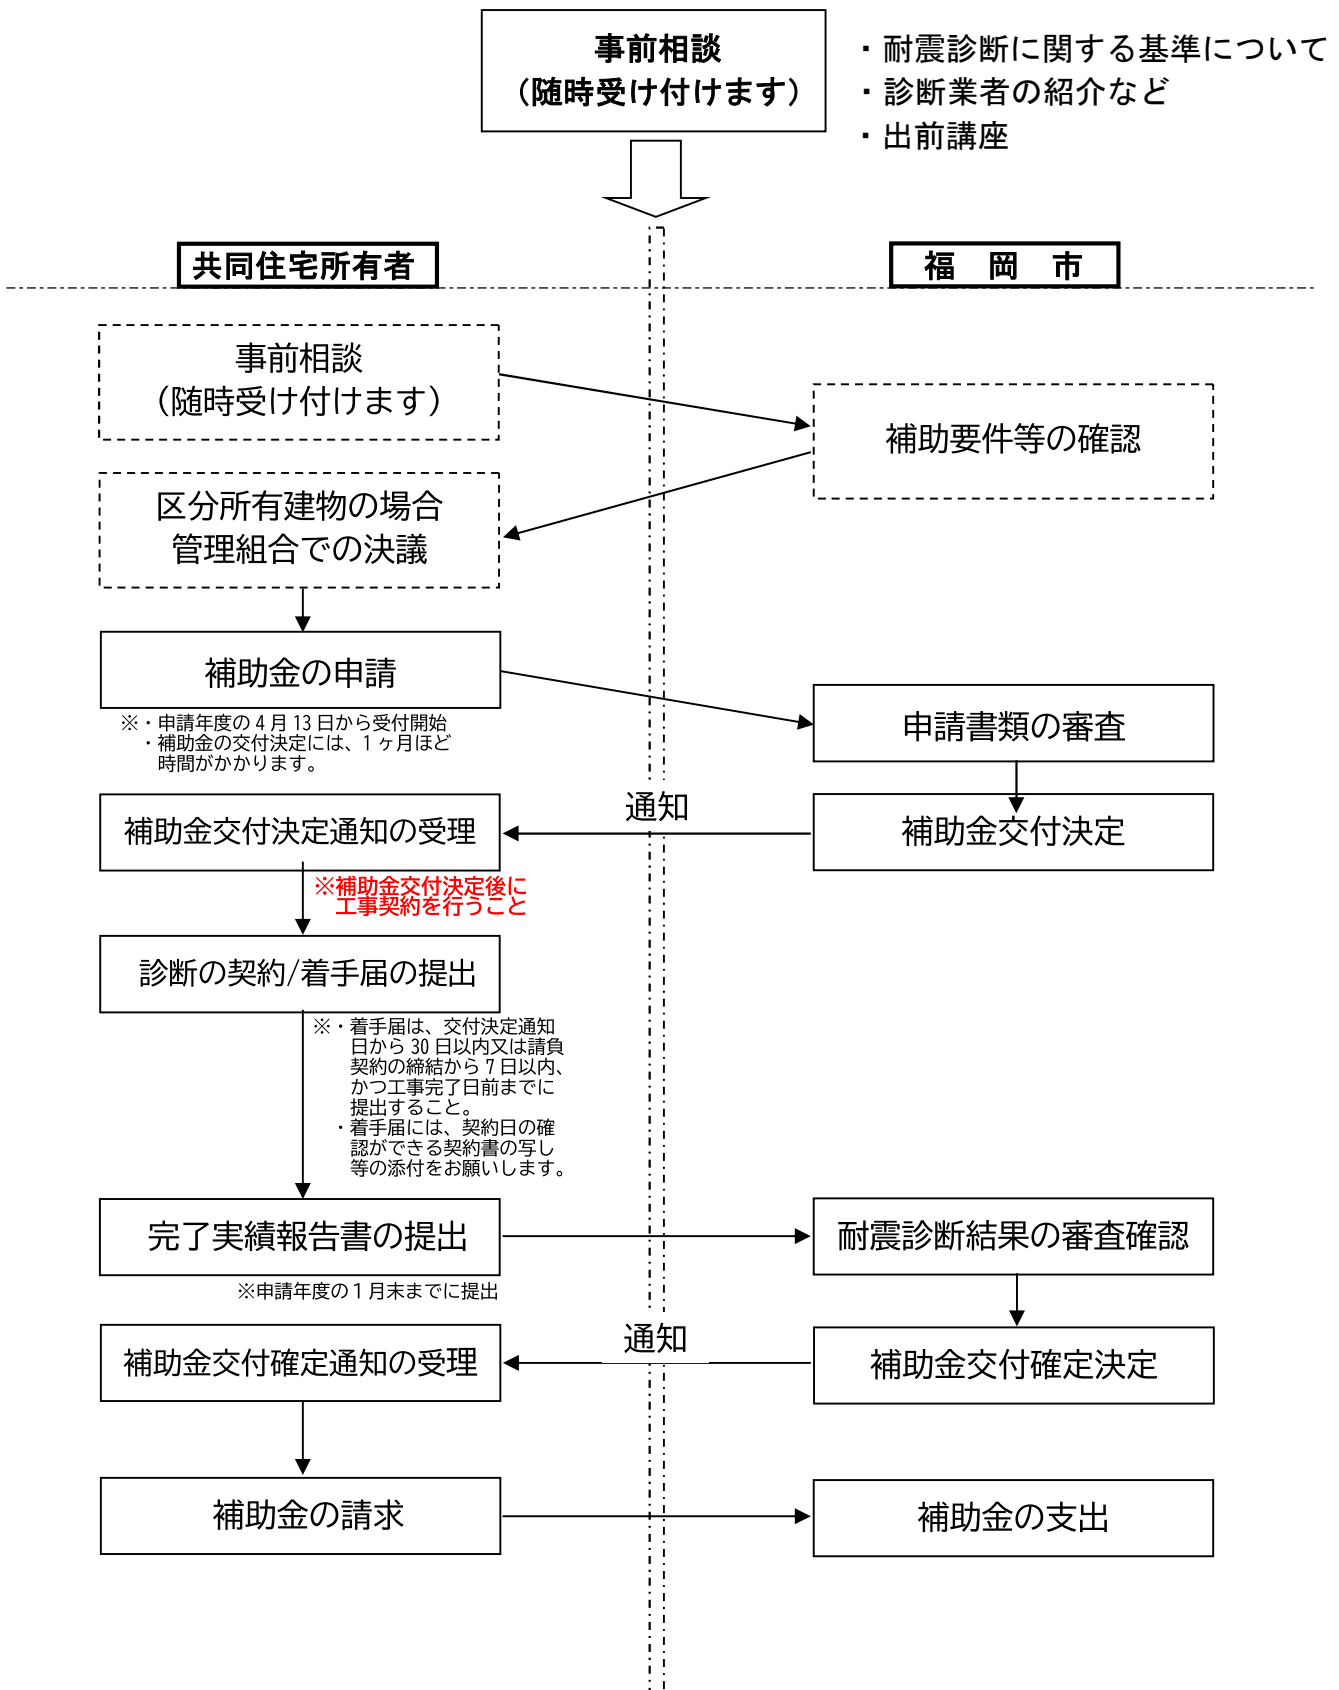 事前相談
（随時受け付けます）
・耐震診断に関する基準について
・診断業者の紹介など
・出前講座
共同住宅所有者
福　岡　市
事前相談
（随時受け付けます）
補助要件等の確認
区分所有建物の場合
管理組合での決議
補助金の申請
※・申請年度の 4 月 13 日から受付開始
・補助金の交付決定には、1 ヶ月ほど
時間がかかります。
申請書類の審査
通知
補助金交付決定通知の受理
補助金交付決定
※補助金交付決定後に
工事契約を行うこと
診断の契約/着手届の提出
※・着手届は、交付決定通知
日から 30 日以内又は請負
契約の締結から 7 日以内、
かつ工事完了日前までに
提出すること。
・着手届には、契約日の確
認ができる契約書の写し
等の添付をお願いします。
完了実績報告書の提出
耐震診断結果の審査確認
※申請年度の 1 月末までに提出
通知
補助金交付確定通知の受理
補助金交付確定決定
補助金の請求
補助金の支出